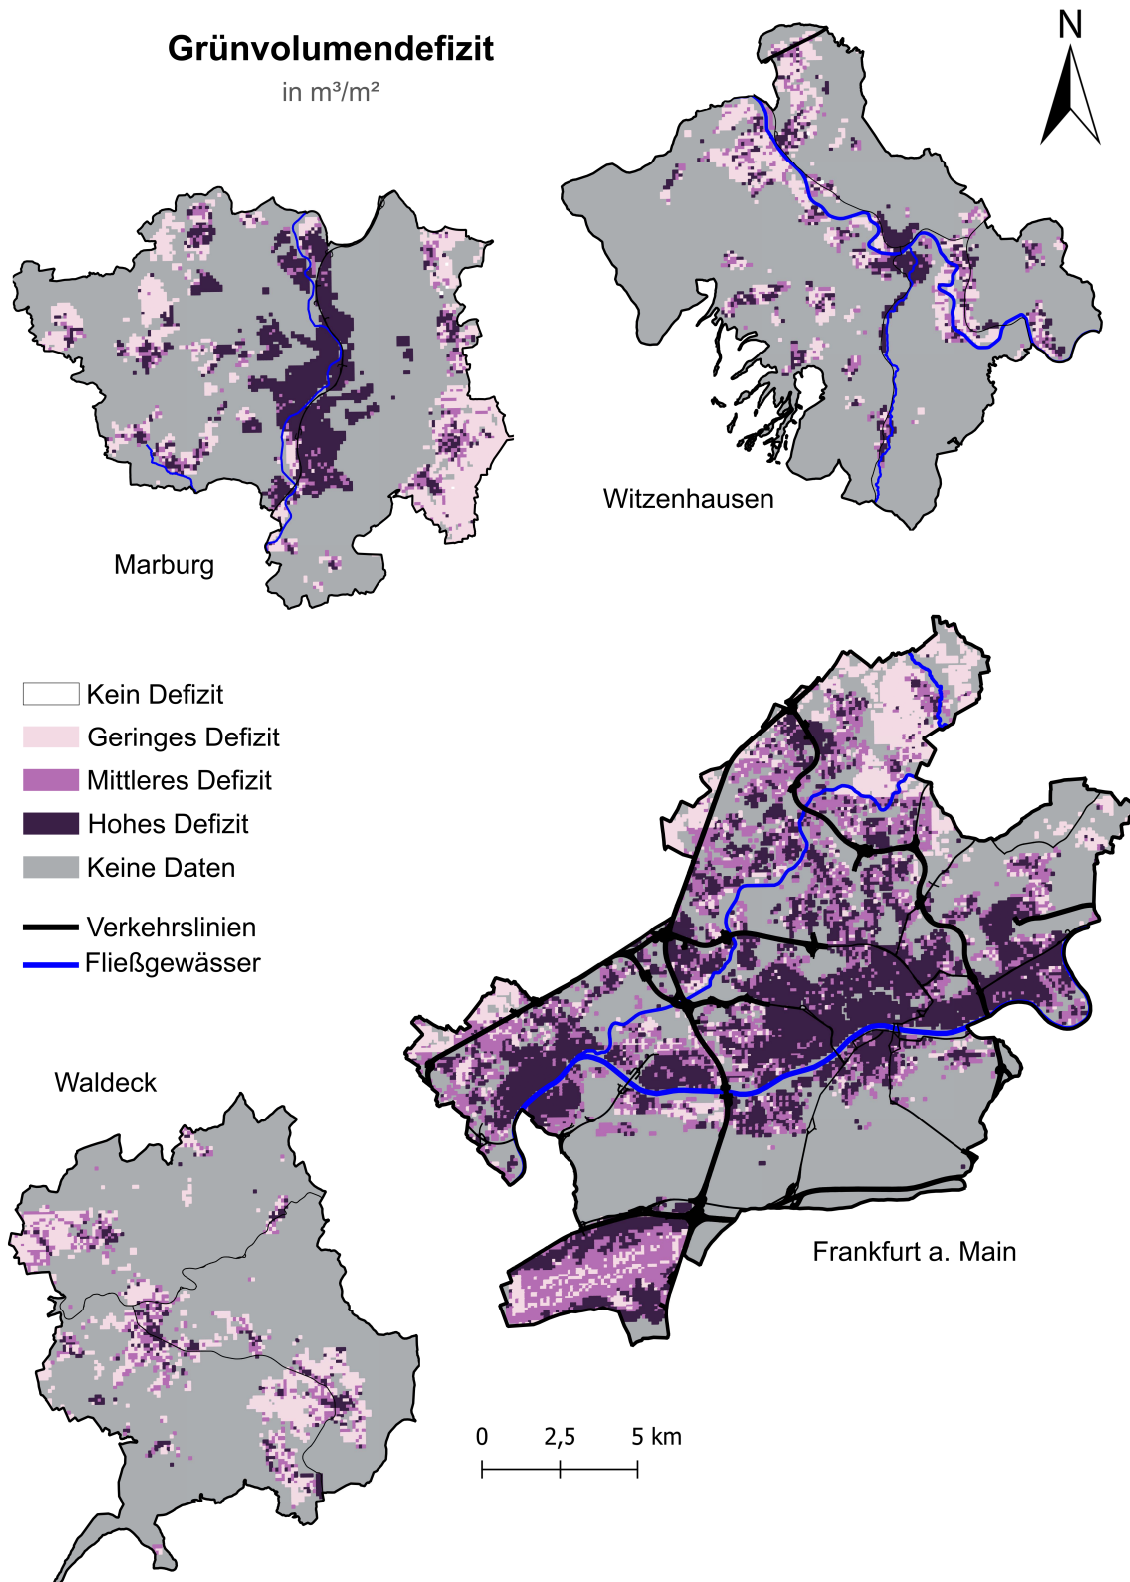 Grünvolumendefizit
in m³/m²
N
Witzenhausen
Marburg
Kein Defizit
Geringes Defizit
Mittleres Defizit
Hohes Defizit
Keine Daten
Verkehrslinien
Fließgewässer
Waldeck
Frankfurt a. Main
0 2,5 5 km